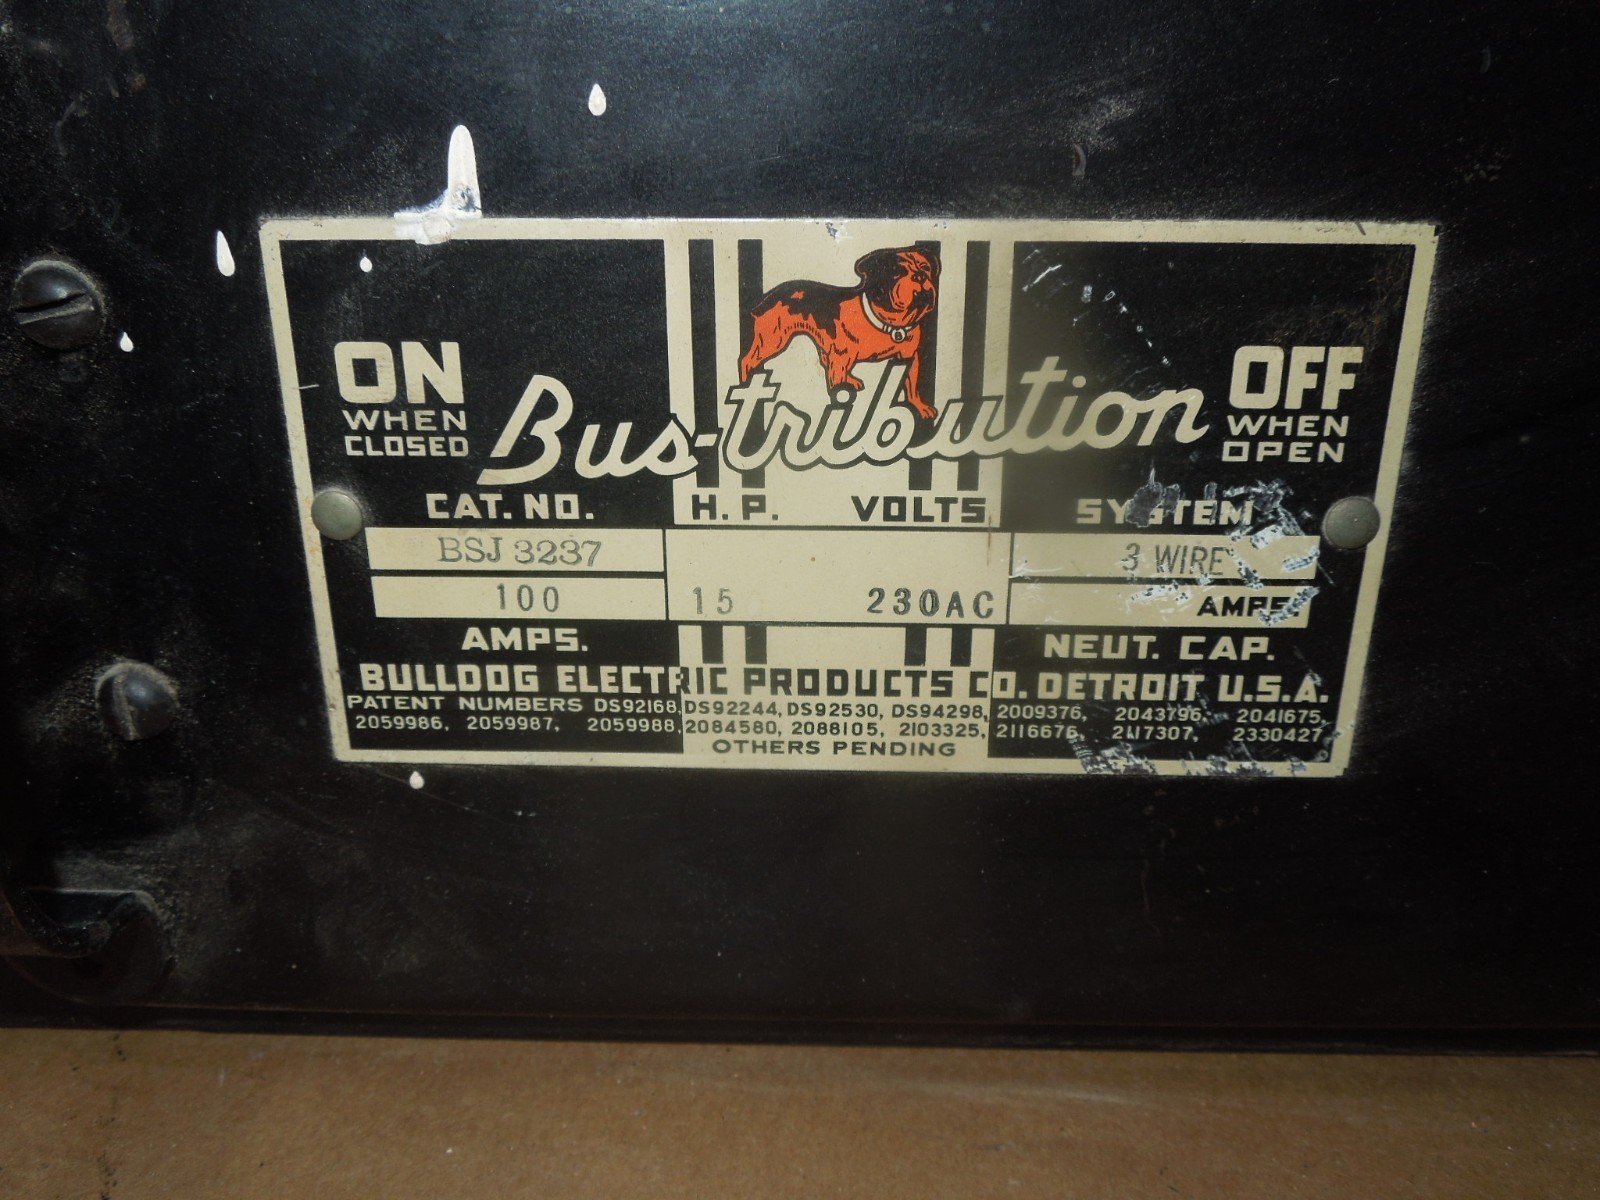 ON
WHEN
CLOSED
Bus-tribution
OFF
WHEN
OPEN
CAT. NO. H. P. VOLTS SYSTEM
BSJ 3237 3 WIRE
100 15 230AC AMPS.
AMPS. NEUT. CAP.
BULLDOG ELECTRIC PRODUCTS CO. DETROIT U.S.A.
PATENT NUMBERS DS92168, DS92244, DS92530, DS94298, 2009376, 2043796, 2041675,
2059986, 2059987, 2059988, 2084580, 2088105, 2103325, 2116676, 2117307, 2330427
OTHERS PENDING